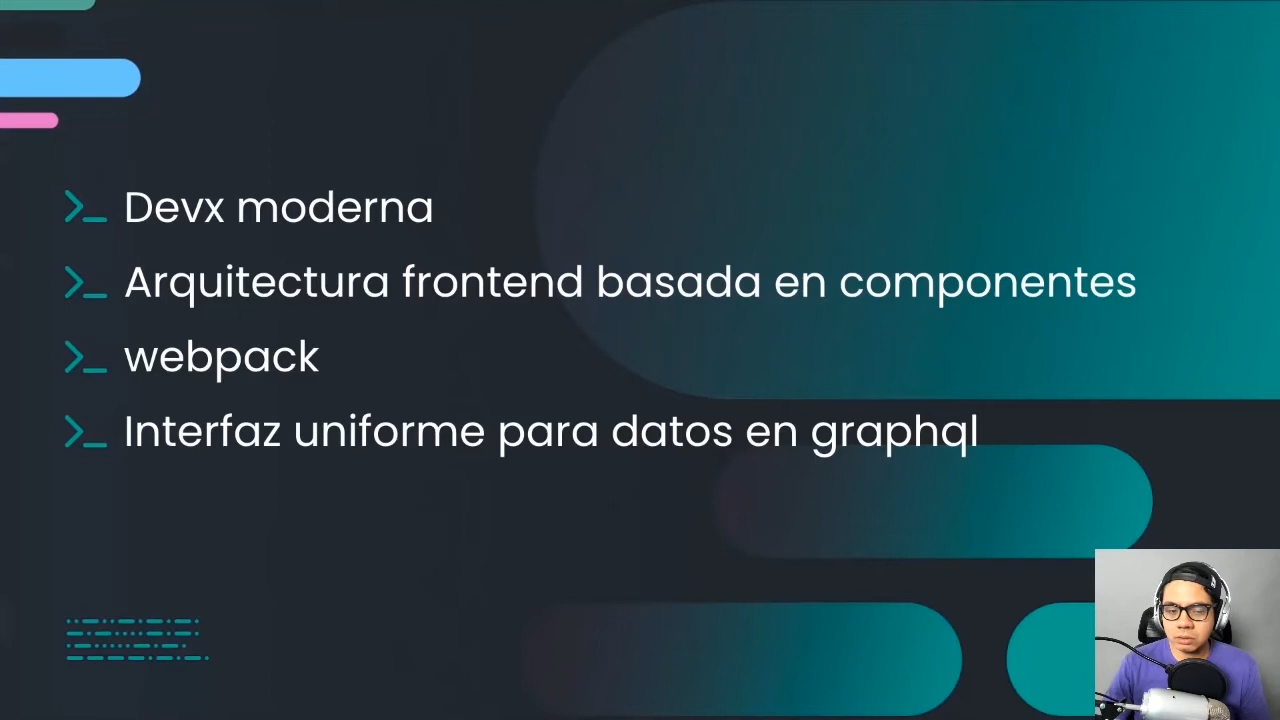 Devx moderna
Arquitectura frontend basada en componentes
webpack
Interfaz uniforme para datos en graphql